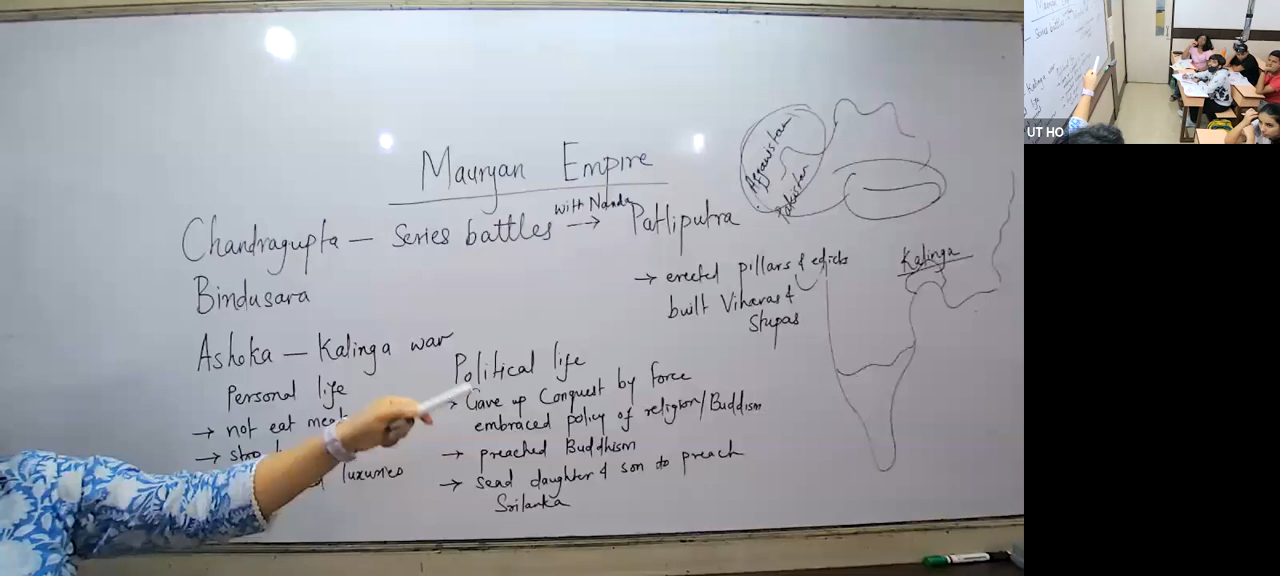 Mauryan Empire
Chandragupta — Series battles with Nanda → Patliputra
Bindusara
Ashoka — Kalinga war
Personal life
→ not eat
→
luxuries
Political life
→ Gave up Conquest by force
embraced policy of religion/Buddism
→ preached Buddhism
→ send daughter & son to preach
Srilanka
→ erected pillars & edicts
built Viharas &
Stupas
Pakistan
Kalinga
UT HO